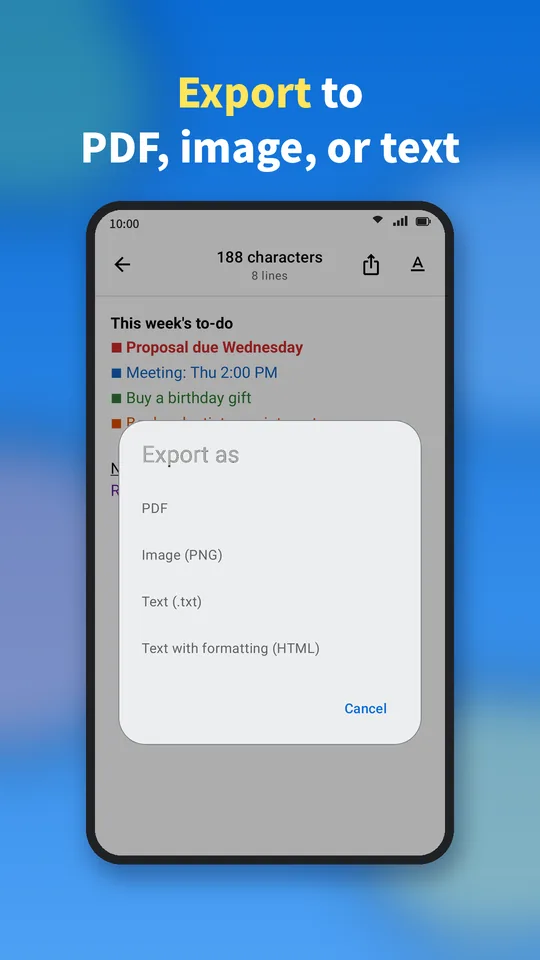 Export to
PDF, image, or text
10:00
188 characters
8 lines
This week's to-do
Proposal due Wednesday
Meeting: Thu 2:00 PM
Buy a birthday gift
Export as
PDF
Image (PNG)
Text (.txt)
Text with formatting (HTML)
Cancel